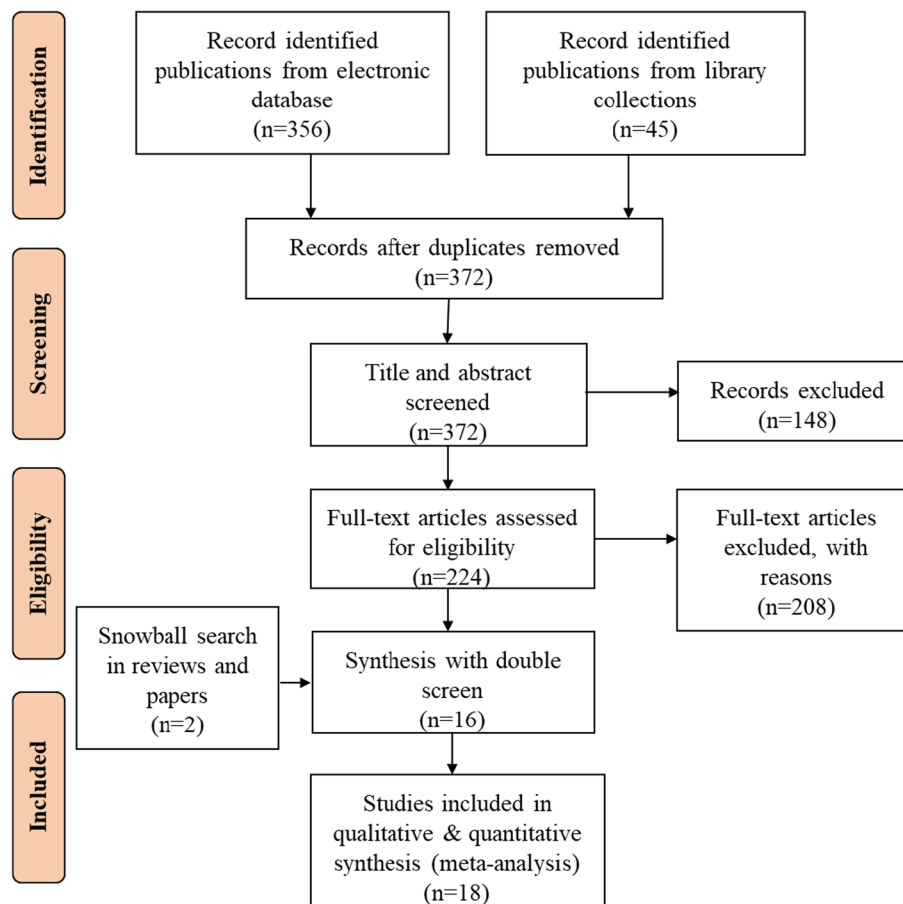 Identification
Record identified
publications from electronic
database
(n=356)
Record identified
publications from library
collections
(n=45)
Records after duplicates removed
(n=372)
Screening
Title and abstract
screened
(n=372)
Records excluded
(n=148)
Eligibility
Full-text articles assessed
for eligibility
(n=224)
Full-text articles
excluded, with
reasons
(n=208)
Snowball search
in reviews and
papers
(n=2)
Synthesis with double
screen
(n=16)
Included
Studies included in
qualitative & quantitative
synthesis (meta-analysis)
(n=18)